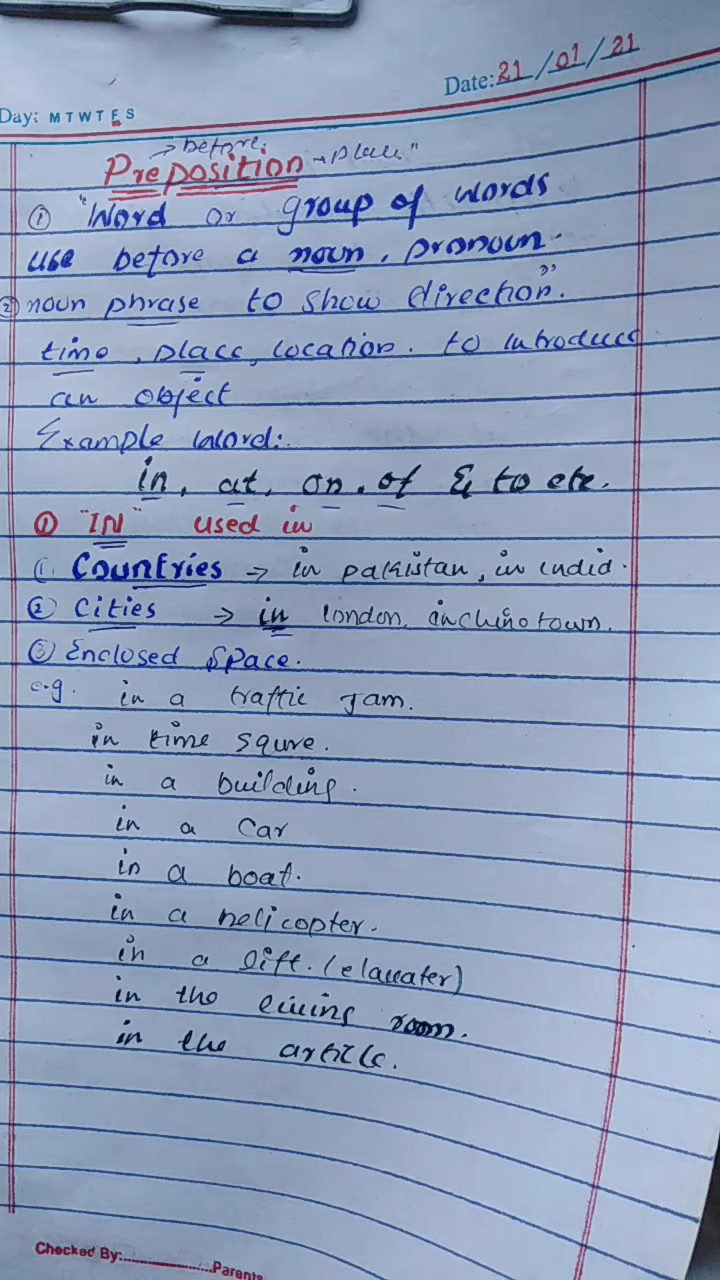 Date: 21/01/21
Day: M T W T F S
→ before. → place"
Preposition
① "Word or group of words
use before a noun, pronoun.
② noun phrase to show direction".
time, place, location. to introduce
an object
Example word:.
in, at, on, of & to etc.
① "IN" used in
① Countries → in pakistan, in india.
② Cities → in london, in china town.
③ Enclosed Space.
e.g. in a traffic Jam.
in time squre.
in a building.
in a Car
in a boat.
in a helicopter.
in a lift. (elavater)
in the living room.
in the article.
Checked By:..................Parents